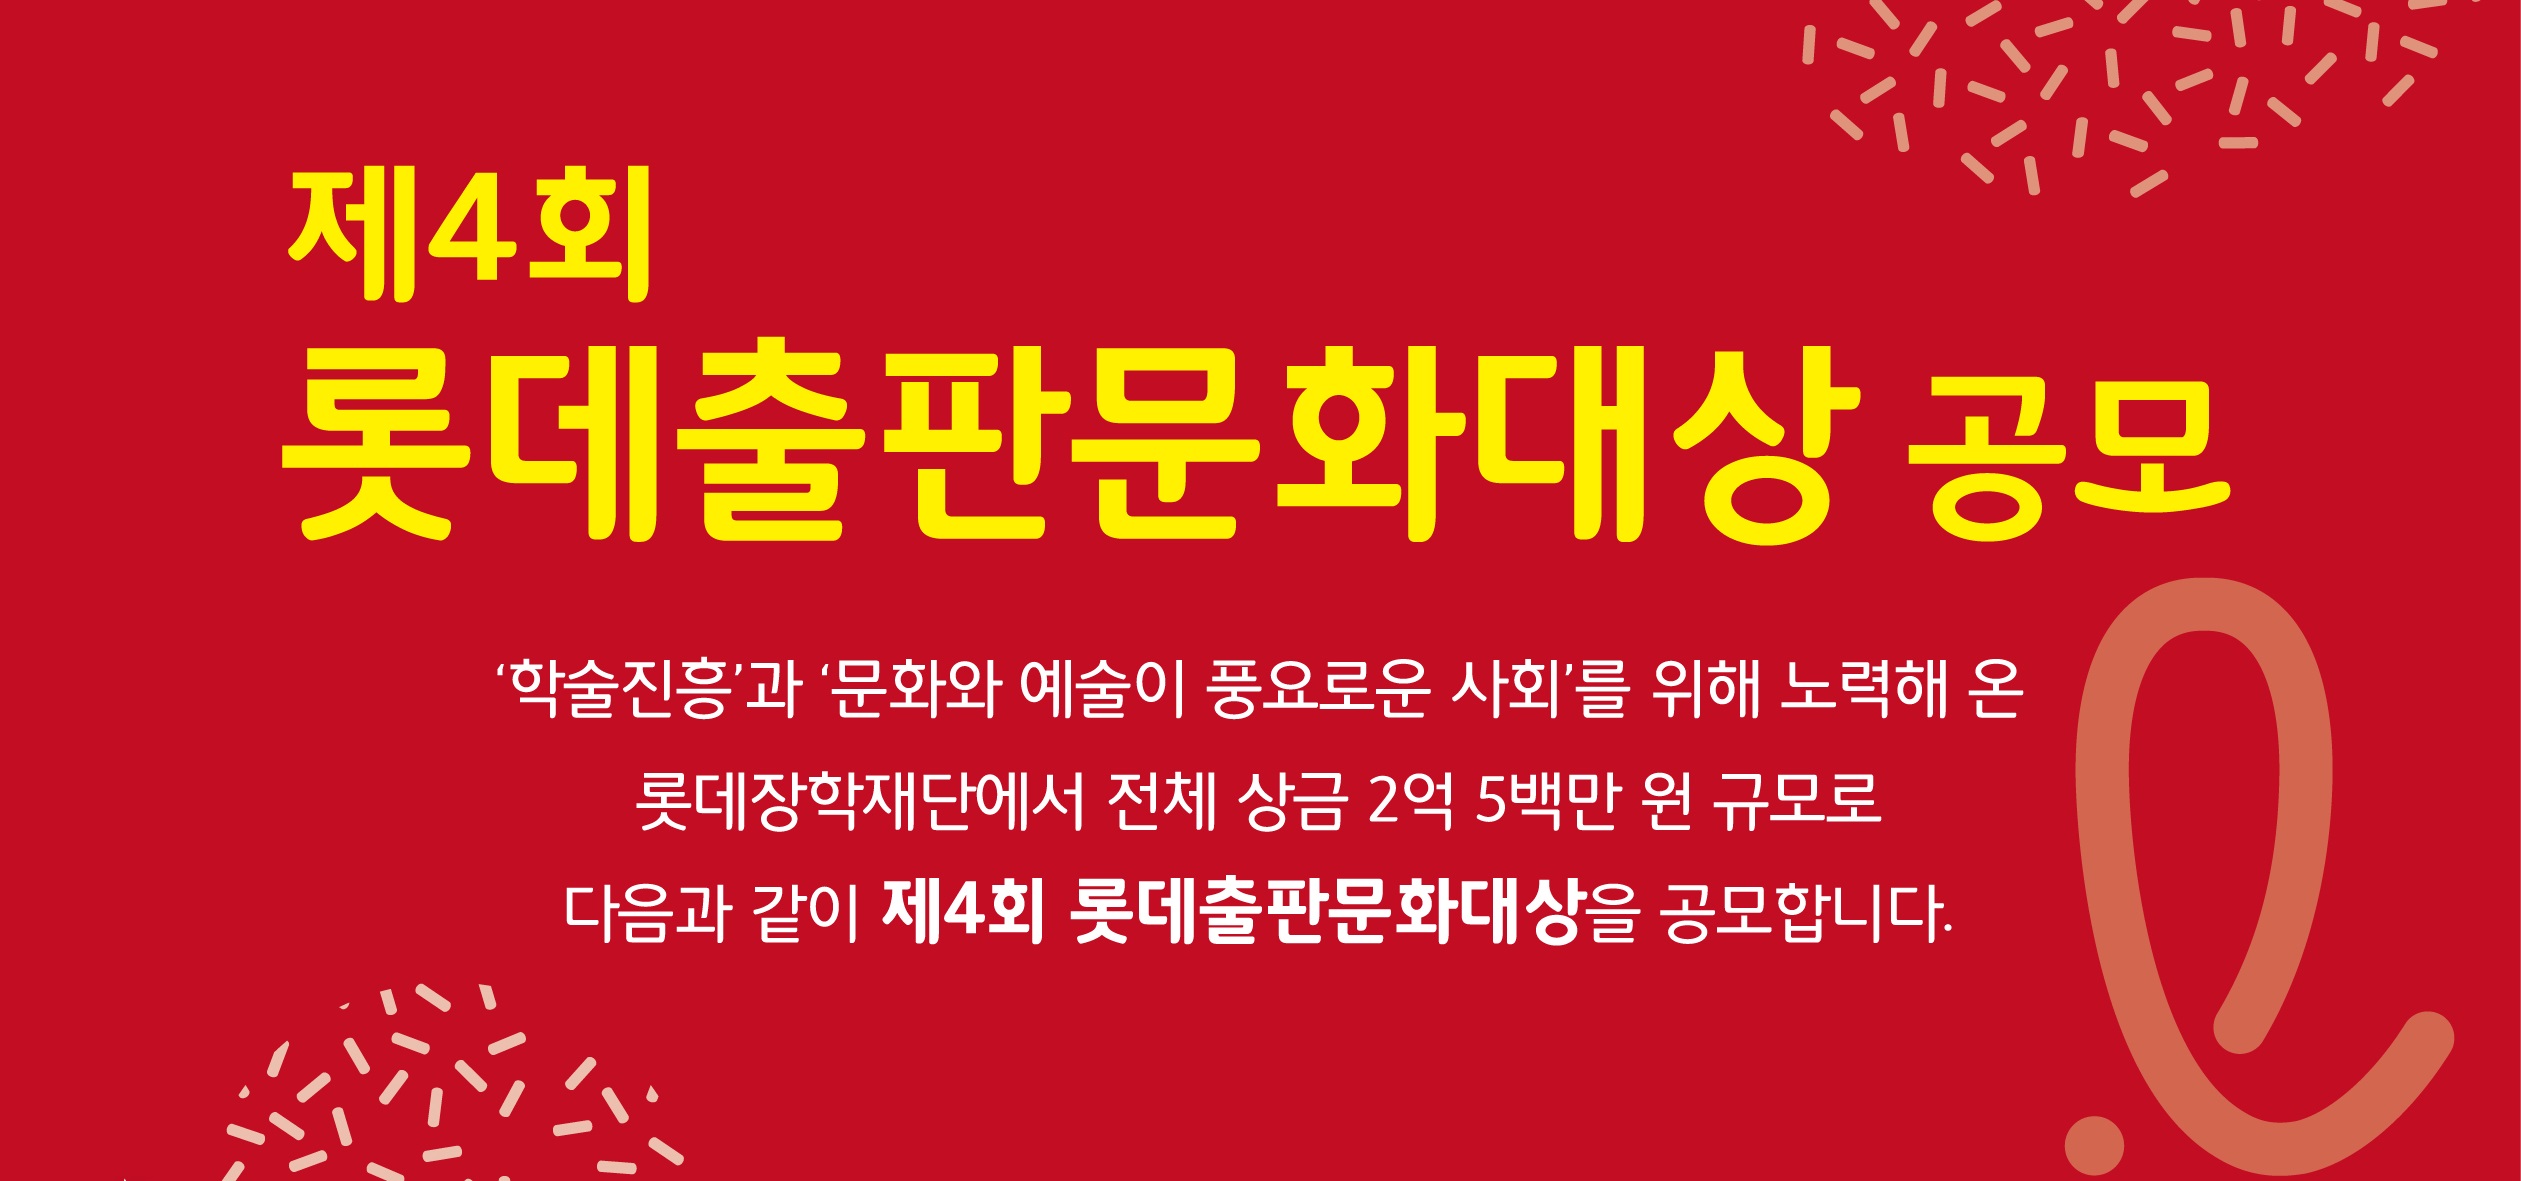 제4회
롯데출판문화대상 공모
‘학술진흥’과 ‘문화와 예술이 풍요로운 사회’를 위해 노력해 온
롯데장학재단에서 전체 상금 2억 5백만 원 규모로
다음과 같이 제4회 롯데출판문화대상을 공모합니다.